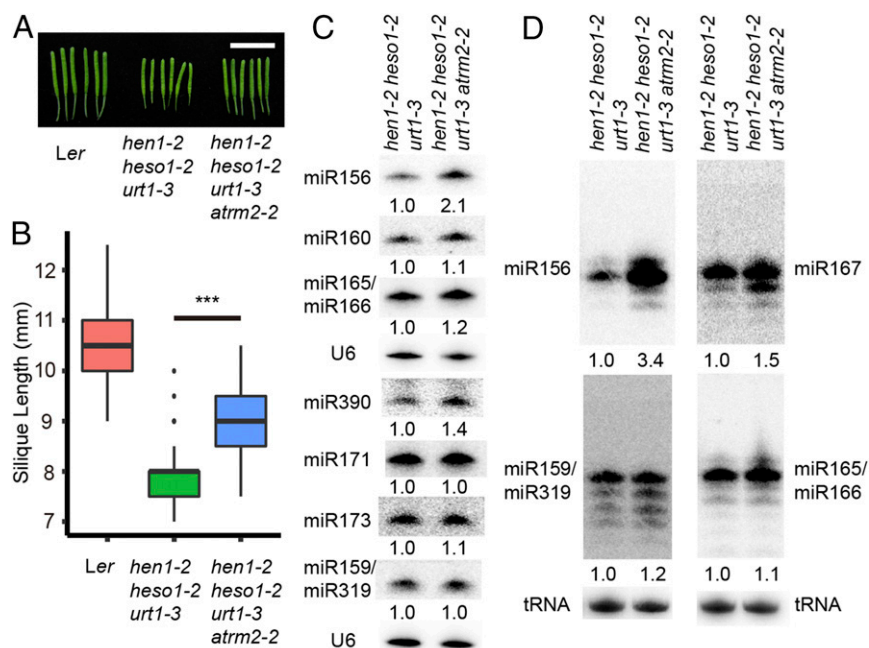 A
Ler
hen1-2
heso1-2
urt1-3
hen1-2
heso1-2
urt1-3
atrm2-2
B
Silique Length (mm)
12
11
10
9
8
7
***
Ler
hen1-2
heso1-2
urt1-3
hen1-2
heso1-2
urt1-3
atrm2-2
C
hen1-2 heso1-2
urt1-3
hen1-2 heso1-2
urt1-3 atrm2-2
miR156
1.0 2.1
miR160
1.0 1.1
miR165/
miR166
1.0 1.2
U6
miR390
1.0 1.4
miR171
1.0 1.0
miR173
1.0 1.1
miR159/
miR319
1.0 1.0
U6
D
hen1-2 heso1-2
urt1-3
hen1-2 heso1-2
urt1-3 atrm2-2
hen1-2 heso1-2
urt1-3
hen1-2 heso1-2
urt1-3 atrm2-2
miR156
miR167
1.0 3.4
1.0 1.5
miR159/
miR319
miR165/
miR166
1.0 1.2
1.0 1.1
tRNA
tRNA